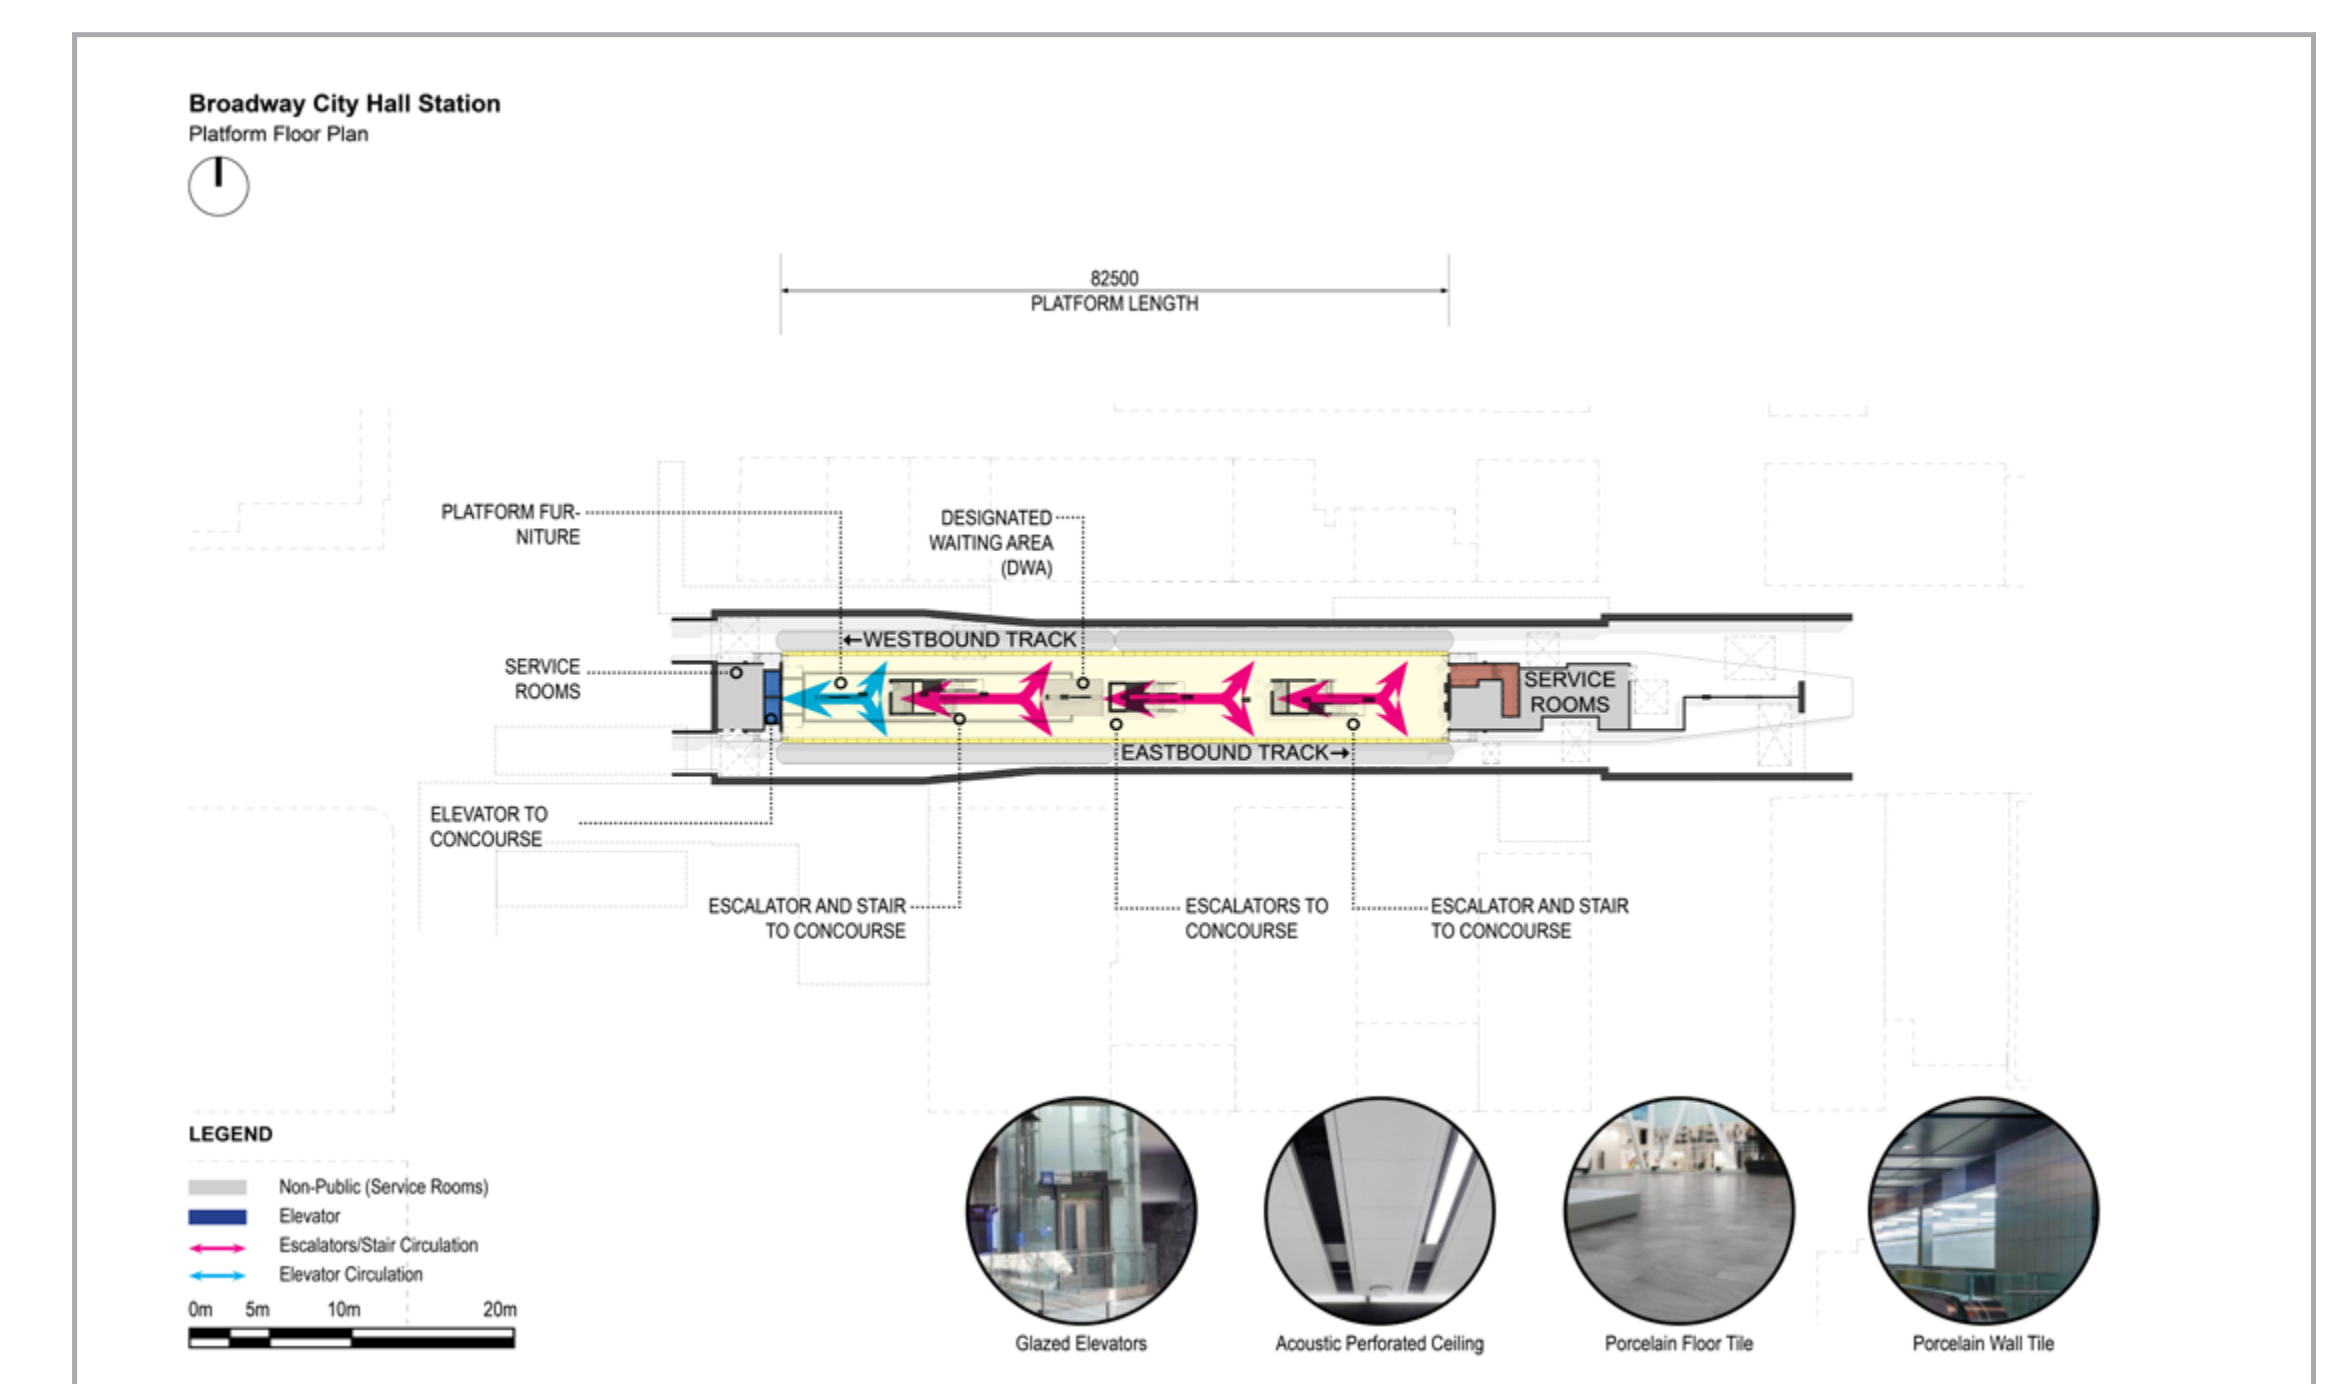 Broadway City Hall Station
Platform Floor Plan
82500
PLATFORM LENGTH
PLATFORM FUR-
NITURE
DESIGNATED
WAITING AREA
(DWA)
←WESTBOUND TRACK
SERVICE
ROOMS
SERVICE
ROOMS
EASTBOUND TRACK→
ELEVATOR TO
CONCOURSE
ESCALATOR AND STAIR
TO CONCOURSE
ESCALATORS TO
CONCOURSE
ESCALATOR AND STAIR
TO CONCOURSE
LEGEND
Non-Public (Service Rooms)
Elevator
Escalators/Stair Circulation
Elevator Circulation
0m 5m 10m 20m
Glazed Elevators
Acoustic Perforated Ceiling
Porcelain Floor Tile
Porcelain Wall Tile